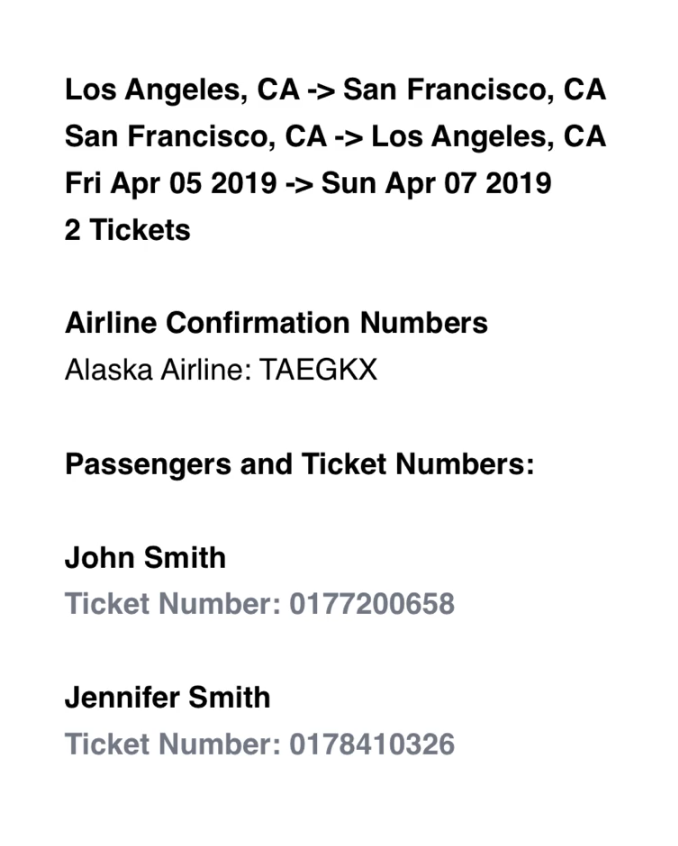 Los Angeles, CA -> San Francisco, CA
San Francisco, CA -> Los Angeles, CA
Fri Apr 05 2019 -> Sun Apr 07 2019
2 Tickets
Airline Confirmation Numbers
Alaska Airline: TAEGKX
Passengers and Ticket Numbers:
John Smith
Ticket Number: 0177200658
Jennifer Smith
Ticket Number: 0178410326